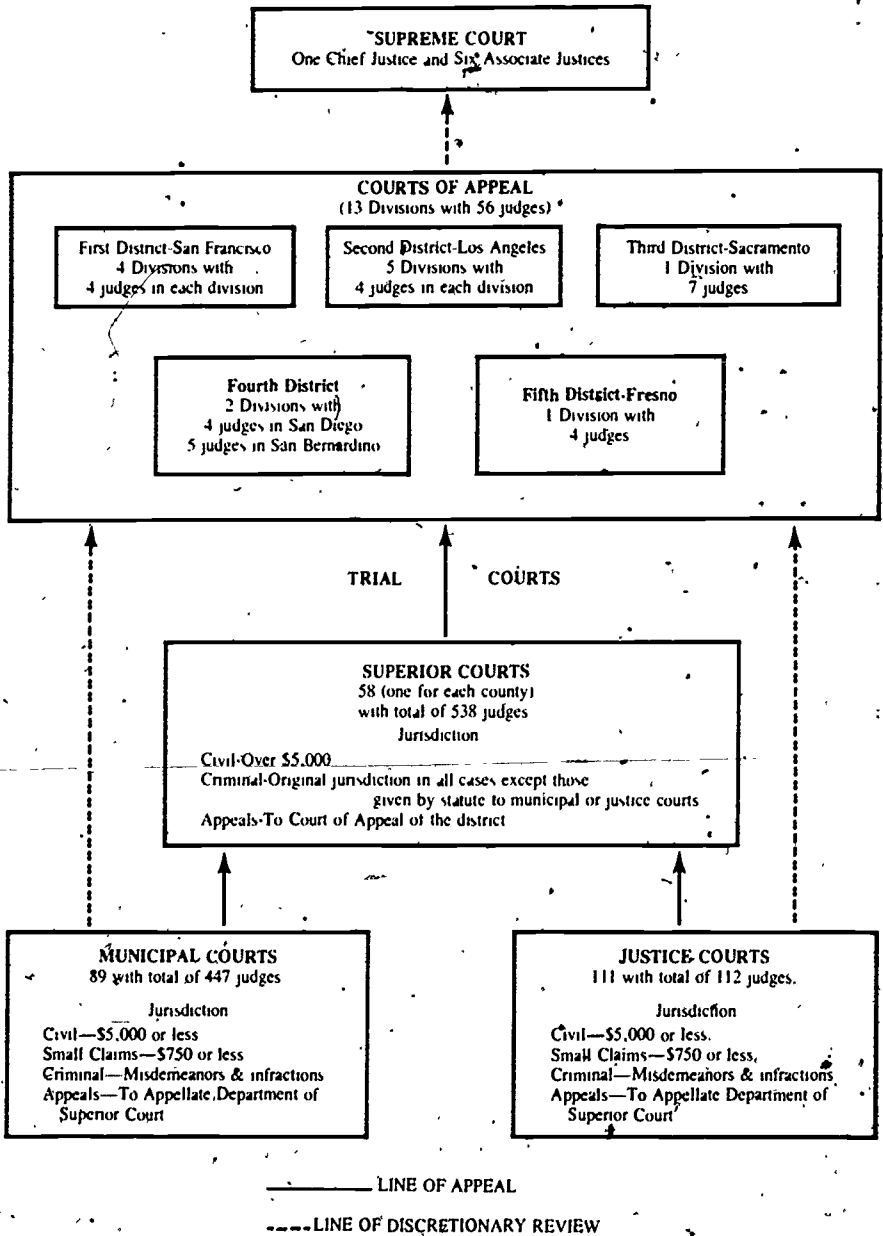 SUPREME COURT
One Chief Justice and Six Associate Justices
COURTS OF APPEAL
(13 Divisions with 56 judges)
First District-San Francisco
4 Divisions with
4 judges in each division
Second District-Los Angeles
5 Divisions with
4 judges in each division
Third District-Sacramento
1 Division with
7 judges
Fourth District
2 Divisions with
4 judges in San Diego
5 judges in San Bernardino
Fifth District-Fresno
1 Division with
4 judges
TRIAL COURTS
SUPERIOR COURTS
58 (one for each county)
with total of 538 judges
Jurisdiction
Civil-Over $5,000
Criminal-Original jurisdiction in all cases except those
given by statute to municipal or justice courts
Appeals-To Court of Appeal of the district
MUNICIPAL COURTS
89 with total of 447 judges
Jurisdiction
Civil—$5,000 or less
Small Claims—$750 or less
Criminal—Misdemeanors & infractions
Appeals—To Appellate Department of
Superior Court
JUSTICE COURTS
111 with total of 112 judges.
Jurisdiction
Civil—$5,000 or less.
Small Claims—$750 or less,
Criminal—Misdemeanors & infractions
Appeals—To Appellate Department of
Superior Court
LINE OF APPEAL
LINE OF DISCRETIONARY REVIEW